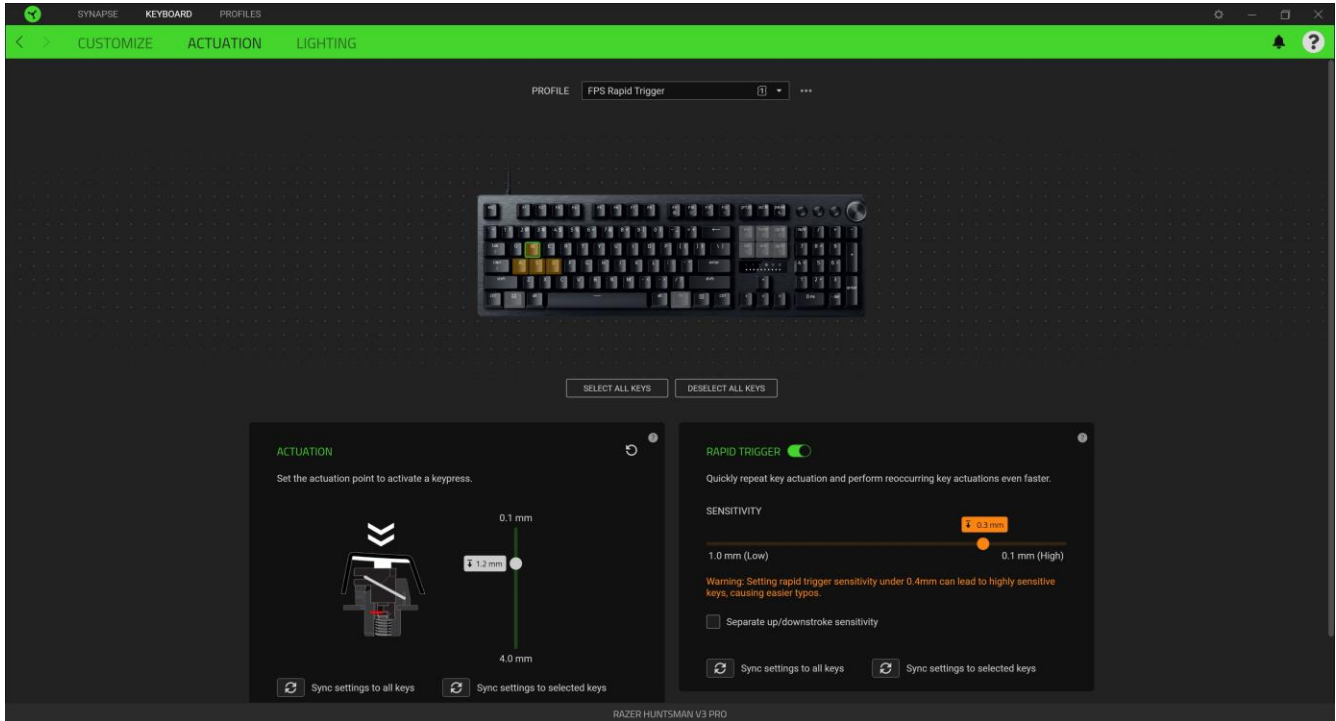 SYNAPSE KEYBOARD PROFILES
CUSTOMIZE ACTUATION LIGHTING
PROFILE FPS Rapid Trigger 1
SELECT ALL KEYS DESELECT ALL KEYS
ACTUATION
Set the actuation point to activate a keypress.
0.1 mm
1.2 mm
4.0 mm
Sync settings to all keys Sync settings to selected keys
RAPID TRIGGER
Quickly repeat key actuation and perform reoccurring key actuations even faster.
SENSITIVITY
0.3 mm
1.0 mm (Low) 0.1 mm (High)
Warning: Setting rapid trigger sensitivity under 0.4mm can lead to highly sensitive
keys, causing easier typos.
Separate up/downstroke sensitivity
Sync settings to all keys Sync settings to selected keys
RAZER HUNTSMAN V3 PRO